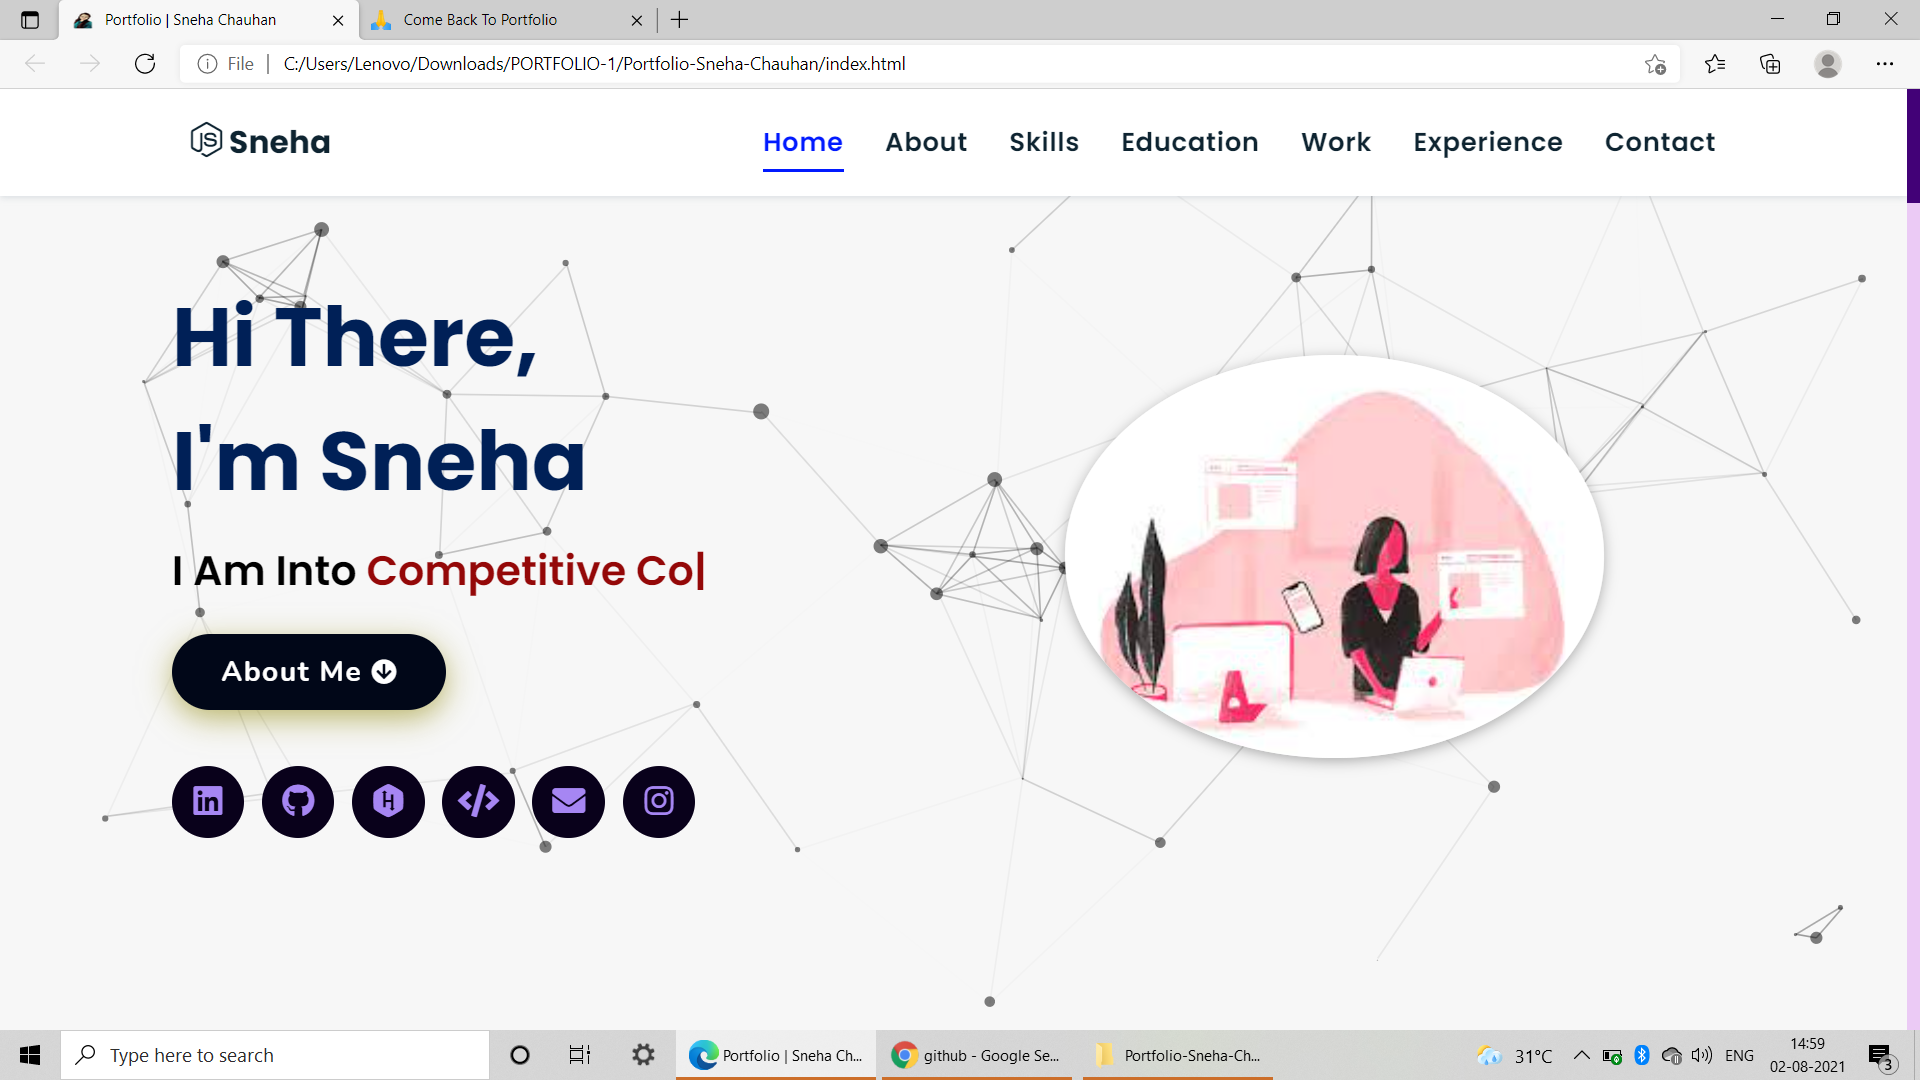 Portfolio | Sneha Chauhan
Come Back To Portfolio
File
C:/Users/Lenovo/Downloads/PORTFOLIO-1/Portfolio-Sneha-Chauhan/index.html
JS Sneha
Home About Skills Education Work Experience Contact
Hi There,
I'm Sneha
I Am Into Competitive Co|
About Me
Type here to search
Portfolio | Sneha Ch...
github - Google Se...
Portfolio-Sneha-Ch...
31°C
ENG
14:59
02-08-2021
3